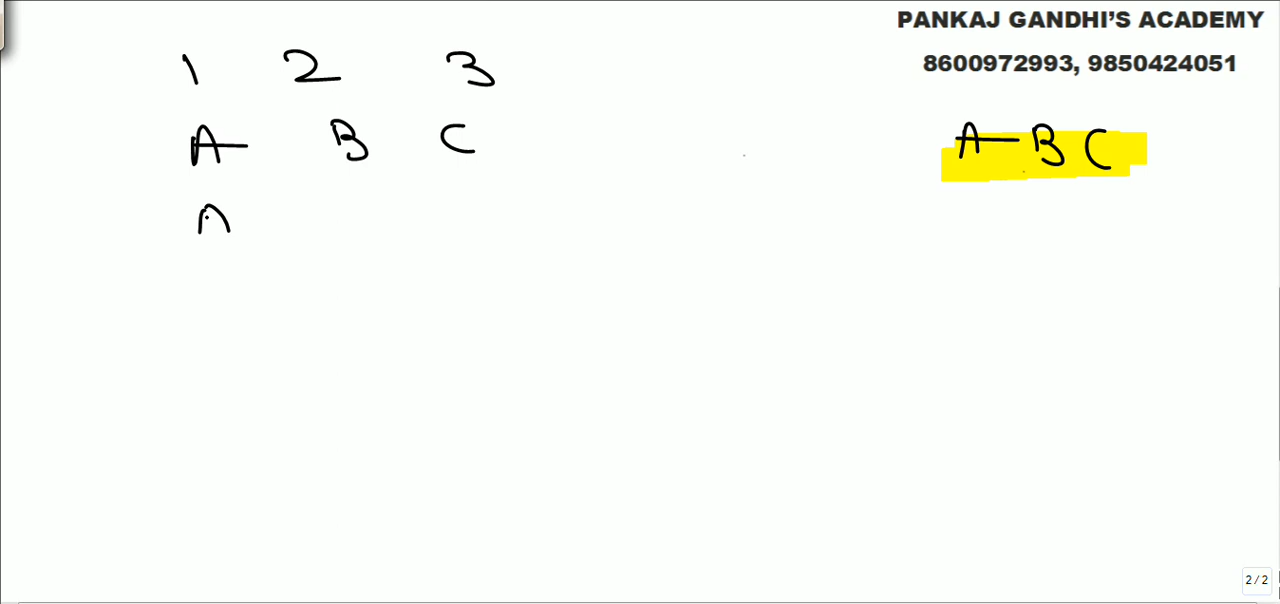 PANKAJ GANDHI'S ACADEMY
8600972993, 9850424051
1 2 3
A B C
A B C
A
2/2